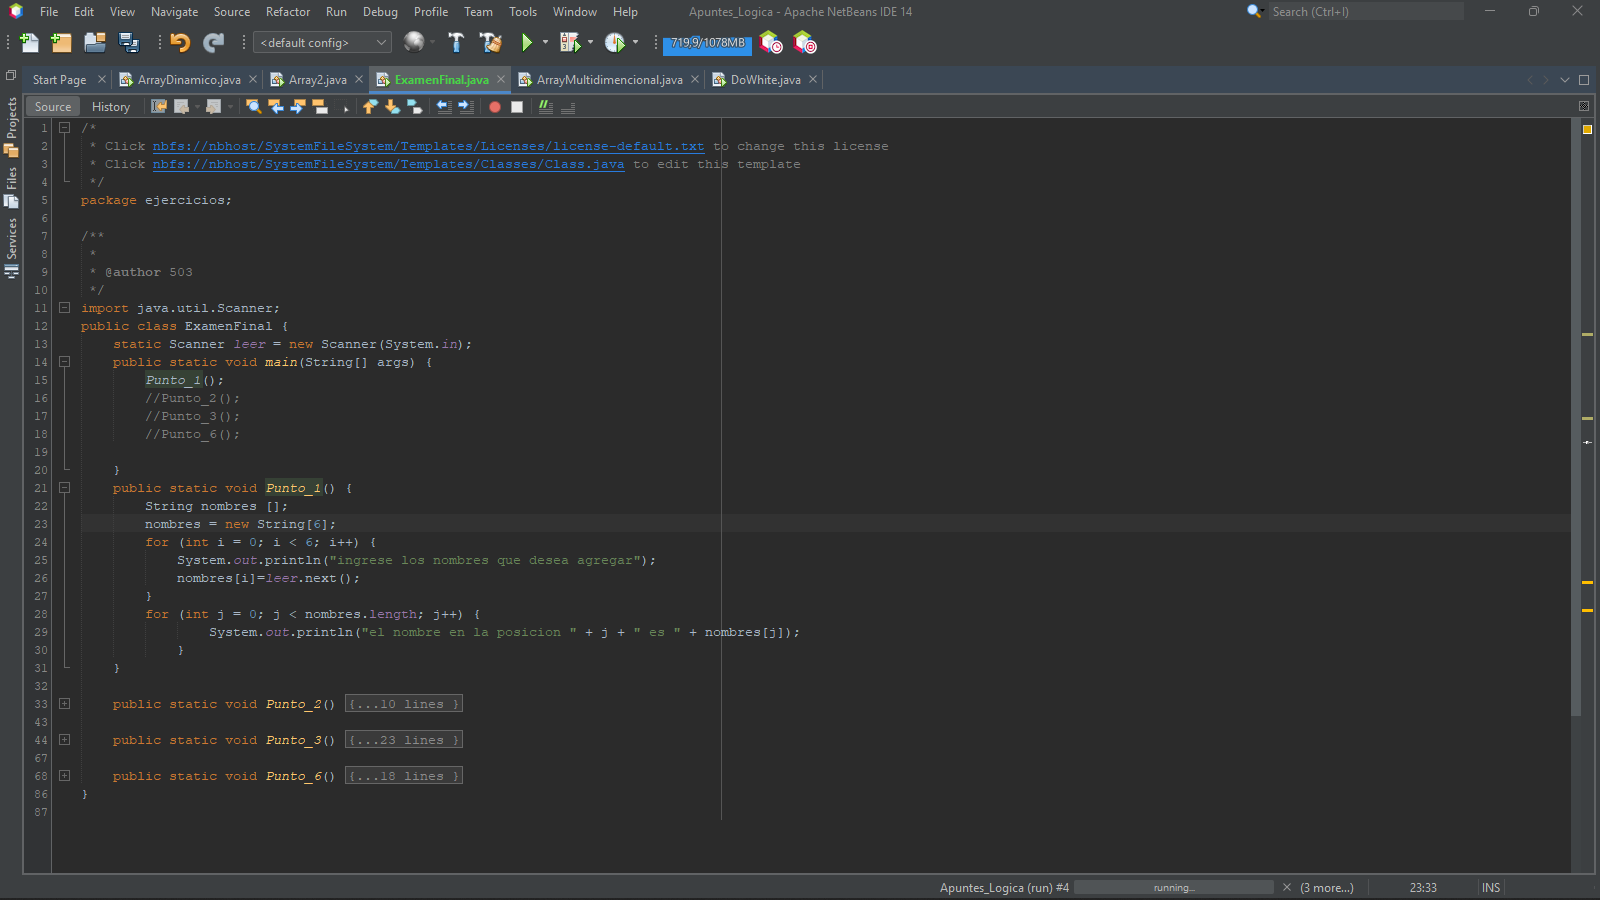 File Edit View Navigate Source Refactor Run Debug Profile Team Tools Window Help Apuntes_Logica - Apache NetBeans IDE 14 Search (Ctrl+I)
<default config> 719,9/1078MB
Start Page ArrayDinamico.java Array2.java ExamenFinal.java ArrayMultidimencional.java DoWhite.java
Source History
Projects
Files
Services
1 /*
2 * Click nbfs://nbhost/SystemFileSystem/Templates/Licenses/license-default.txt to change this license
3 * Click nbfs://nbhost/SystemFileSystem/Templates/Classes/Class.java to edit this template
4 */
5 package ejercicios;
6
7 /**
8 *
9 * @author 503
10 */
11 import java.util.Scanner;
12 public class ExamenFinal {
13 static Scanner leer = new Scanner(System.in);
14 public static void main(String[] args) {
15 Punto_1();
16 //Punto_2();
17 //Punto_3();
18 //Punto_6();
19
20 }
21 public static void Punto_1() {
22 String nombres [];
23 nombres = new String[6];
24 for (int i = 0; i < 6; i++) {
25 System.out.println("ingrese los nombres que desea agregar");
26 nombres[i]=leer.next();
27 }
28 for (int j = 0; j < nombres.length; j++) {
29 System.out.println("el nombre en la posicion " + j + " es " + nombres[j]);
30 }
31 }
32
33 public static void Punto_2() {...10 lines }
43
44 public static void Punto_3() {...23 lines }
67
68 public static void Punto_6() {...18 lines }
86 }
87
Apuntes_Logica (run) #4 running... (3 more...) 23:33 INS